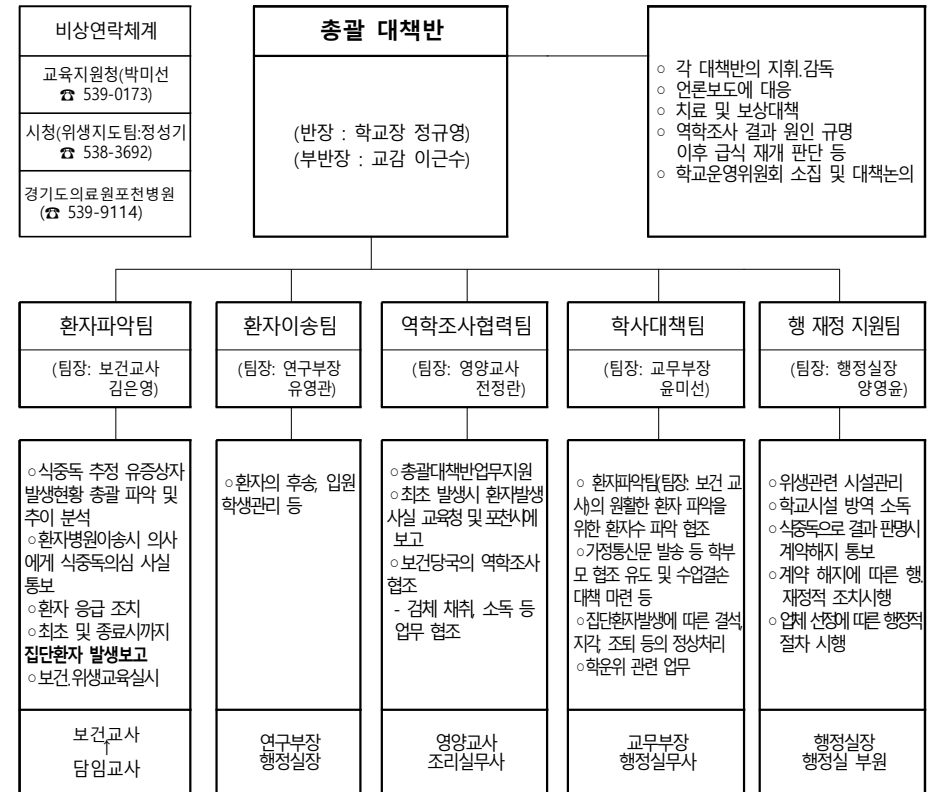 비상연락체계
교육지원청(박미선
☎ 539-0173)
시청(위생지도팀:정성기
☎ 538-3692)
경기도의료원포천병원
(☎ 539-9114)
총괄 대책반
(반장 : 학교장 정규영)
(부반장 : 교감 이근수)
○ 각 대책반의 지휘.감독
○ 언론보도에 대응
○ 치료 및 보상대책
○ 역학조사 결과 원인 규명
이후 급식 재개 판단 등
○ 학교운영위원회 소집 및 대책논의
환자파악팀
(팀장: 보건교사
김은영)
○식중독 추정 유증상자
발생현황 총괄 파악 및
추이 분석
○환자병원이송시 의사
에게 식중독의심 사실
통보
○환자 응급 조치
○최초 및 종료시까지
집단환자 발생보고
○보건.위생교육실시
보건교사
↑
담임교사
환자이송팀
(팀장: 연구부장
유영관)
○환자의 후송, 입원
학생관리 등
연구부장
행정실장
역학조사협력팀
(팀장: 영양교사
전정란)
○총괄대책반업무지원
○최초 발생시 환자발생
사실 교육청 및 포천시에
보고
○보건당국의 역학조사
협조
- 검체 채취, 소독 등
업무 협조
영양교사
조리실무사
학사대책팀
(팀장: 교무부장
윤미선)
○ 환자파악팀(팀장: 보건 교
사)의 원활한 환자 파악을
위한 환자수 파악 협조
○가정통신문 발송 등 학부
모 협조 유도 및 수업결손
대책 마련 등
○집단환자발생에 따른 결석,
지각, 조퇴 등의 정상처리
○학운위 관련 업무
교무부장
행정실무사
행 재정 지원팀
(팀장: 행정실장
양영윤)
○위생관련 시설관리
○학교시설 방역 소독
○식중독으로 결과 판명시
계약해지 통보
○계약 해지에 따른 행.
재정적 조치시행
○업체 선정에 따른 행정적
절차 시행
행정실장
행정실 부원